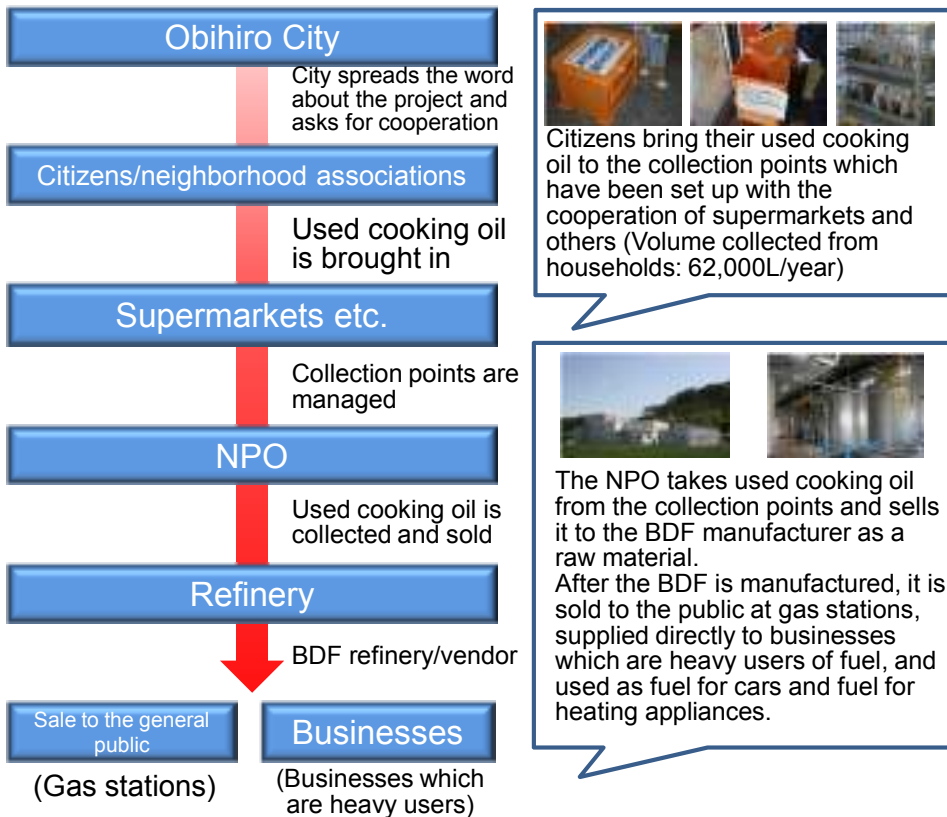 Obihiro City
City spreads the word
about the project and
asks for cooperation
Citizens/neighborhood associations
Used cooking oil
is brought in
Supermarkets etc.
Collection points are
managed
NPO
Used cooking oil is
collected and sold
Refinery
BDF refinery/vendor
Sale to the general
public
(Gas stations)
Businesses
(Businesses which
are heavy users)
Citizens bring their used cooking
oil to the collection points which
have been set up with the
cooperation of supermarkets and
others (Volume collected from
households: 62,000L/year)
The NPO takes used cooking oil
from the collection points and sells
it to the BDF manufacturer as a
raw material.
After the BDF is manufactured, it is
sold to the public at gas stations,
supplied directly to businesses
which are heavy users of fuel, and
used as fuel for cars and fuel for
heating appliances.